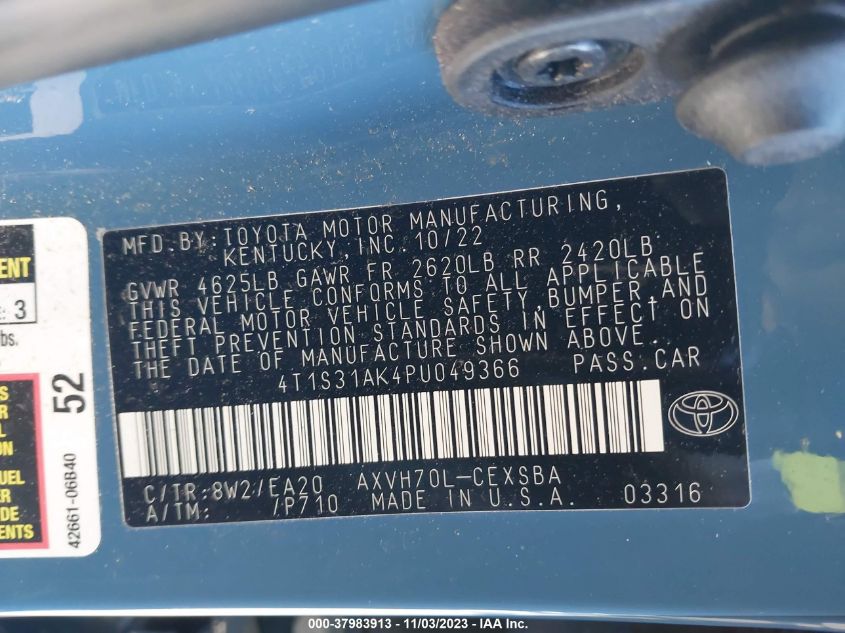 MFD.BY:TOYOTA MOTOR MANUFACTURING,
KENTUCKY,INC. 10/22
GVWR 4625LB GAWR FR 2620LB RR 2420LB
THIS VEHICLE CONFORMS TO ALL APPLICABLE
FEDERAL MOTOR VEHICLE SAFETY,BUMPER,AND
THEFT PREVENTION STANDARDS IN EFFECT ON
THE DATE OF MANUFACTURE SHOWN ABOVE.
4T1S31AK4PU049366 PASS.CAR
C/TR:8W2/EA20 AXVH70L-CEXSBA
A/TM: /P710 MADE IN U.S.A. 03316
3
52
42661-06B40
000-37983913 - 11/03/2023 - IAA Inc.